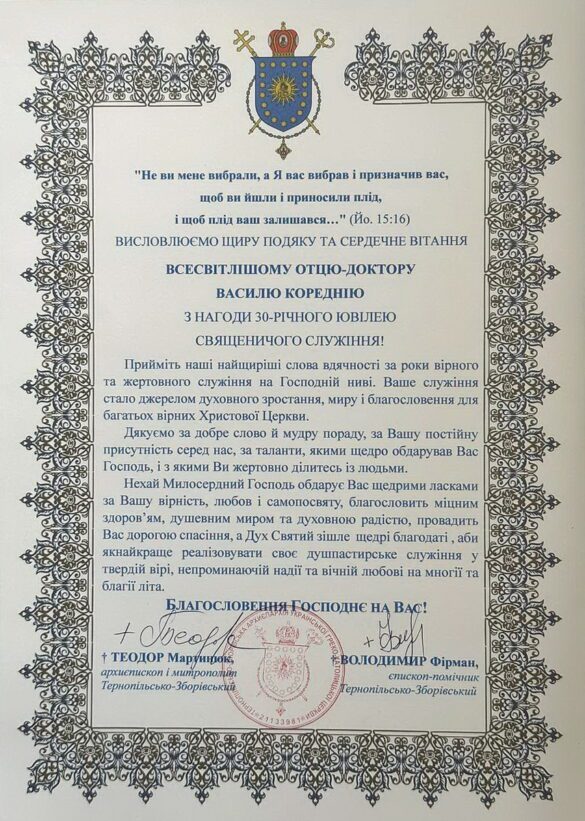 "Не ви мене вибрали, а Я вас вибрав і призначив вас,
щоб ви йшли і приносили плід,
і щоб плід ваш залишався…" (Йо. 15:16)
ВИСЛОВЛЮЄМО ЩИРУ ПОДЯКУ ТА СЕРДЕЧНЕ ВІТАННЯ
ВСЕСВІТЛІШОМУ ОТЦЮ-ДОКТОРУ
ВАСИЛЮ КОРЕДНІЮ
З НАГОДИ 30-РІЧНОГО ЮВІЛЕЮ
СВЯЩЕНИЧОГО СЛУЖІННЯ!
Прийміть наші найщиріші слова вдячності за роки вірного
та жертовного служіння на Господній ниві. Ваше служіння
стало джерелом духовного зростання, миру і благословення для
багатьох вірних Христової Церкви.
Дякуємо за добре слово й мудру пораду, за Вашу постійну
присутність серед нас, за таланти, якими щедро обдарував Вас
Господь, і з якими Ви жертовно ділитесь із людьми.
Нехай Милосердний Господь обдарує Вас щедрими ласками
за Вашу вірність, любов і самопосвяту, благословить міцним
здоров’ям, душевним миром та духовною радістю, провадить
Вас дорогою спасіння, а Дух Святий зішле щедрі благодаті , аби
якнайкраще реалізовувати своє душпастирське служіння у
твердій вірі, непроминаючій надії та вічній любові на многії та
благії літа.
БЛАГОСЛОВЕННЯ ГОСПОДНЄ НА ВАС!
† ТЕОДОР Мартинюк,
архиєпископ і митрополит
Тернопільсько-Зборівський
†ВОЛОДИМИР Фірман,
єпископ-помічник
Тернопільсько-Зборівський
АРХИЄПАРХІЯ УКРАЇНСЬКОЇ ГРЕКО-КАТОЛИЦЬКОЇ ЦЕРКВИ
*21133981*